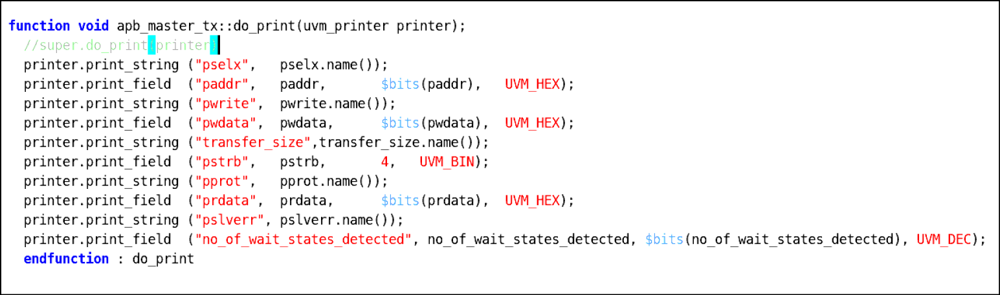 function void apb_master_tx::do_print(uvm_printer printer);
//super.do_print(printer)
printer.print_string ("pselx", pselx.name());
printer.print_field ("paddr", paddr, $bits(paddr), UVM_HEX);
printer.print_string ("pwrite", pwrite.name());
printer.print_field ("pwdata", pwdata, $bits(pwdata), UVM_HEX);
printer.print_string ("transfer_size",transfer_size.name());
printer.print_field ("pstrb", pstrb, 4, UVM_BIN);
printer.print_string ("pprot", pprot.name());
printer.print_field ("prdata", prdata, $bits(prdata), UVM_HEX);
printer.print_string ("pslverr", pslverr.name());
printer.print_field ("no_of_wait_states_detected", no_of_wait_states_detected, $bits(no_of_wait_states_detected), UVM_DEC);
endfunction : do_print